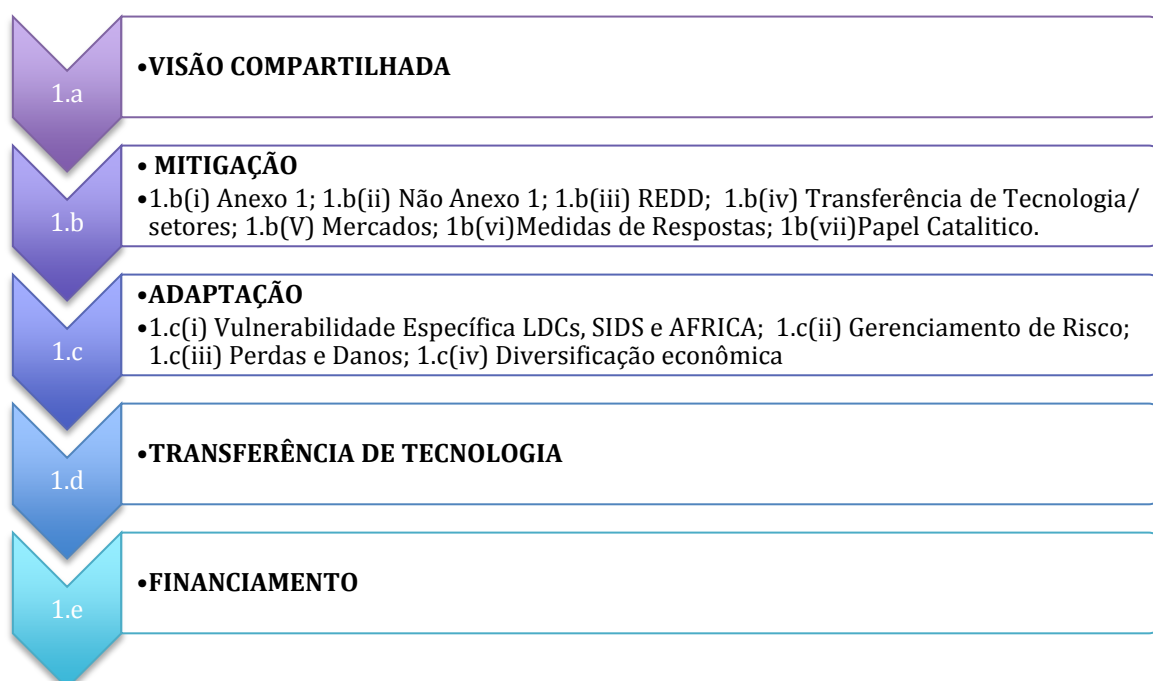 1.a
•VISÃO COMPARTILHADA
1.b
• MITIGAÇÃO
•1.b(i) Anexo 1; 1.b(ii) Não Anexo 1; 1.b(iii) REDD; 1.b(iv) Transferência de Tecnologia/
setores; 1.b(V) Mercados; 1b(vi)Medidas de Respostas; 1b(vii)Papel Catalitico.
1.c
•ADAPTAÇÃO
•1.c(i) Vulnerabilidade Específica LDCs, SIDS e AFRICA; 1.c(ii) Gerenciamento de Risco;
1.c(iii) Perdas e Danos; 1.c(iv) Diversificação econômica
1.d
•TRANSFERÊNCIA DE TECNOLOGIA
1.e
•FINANCIAMENTO